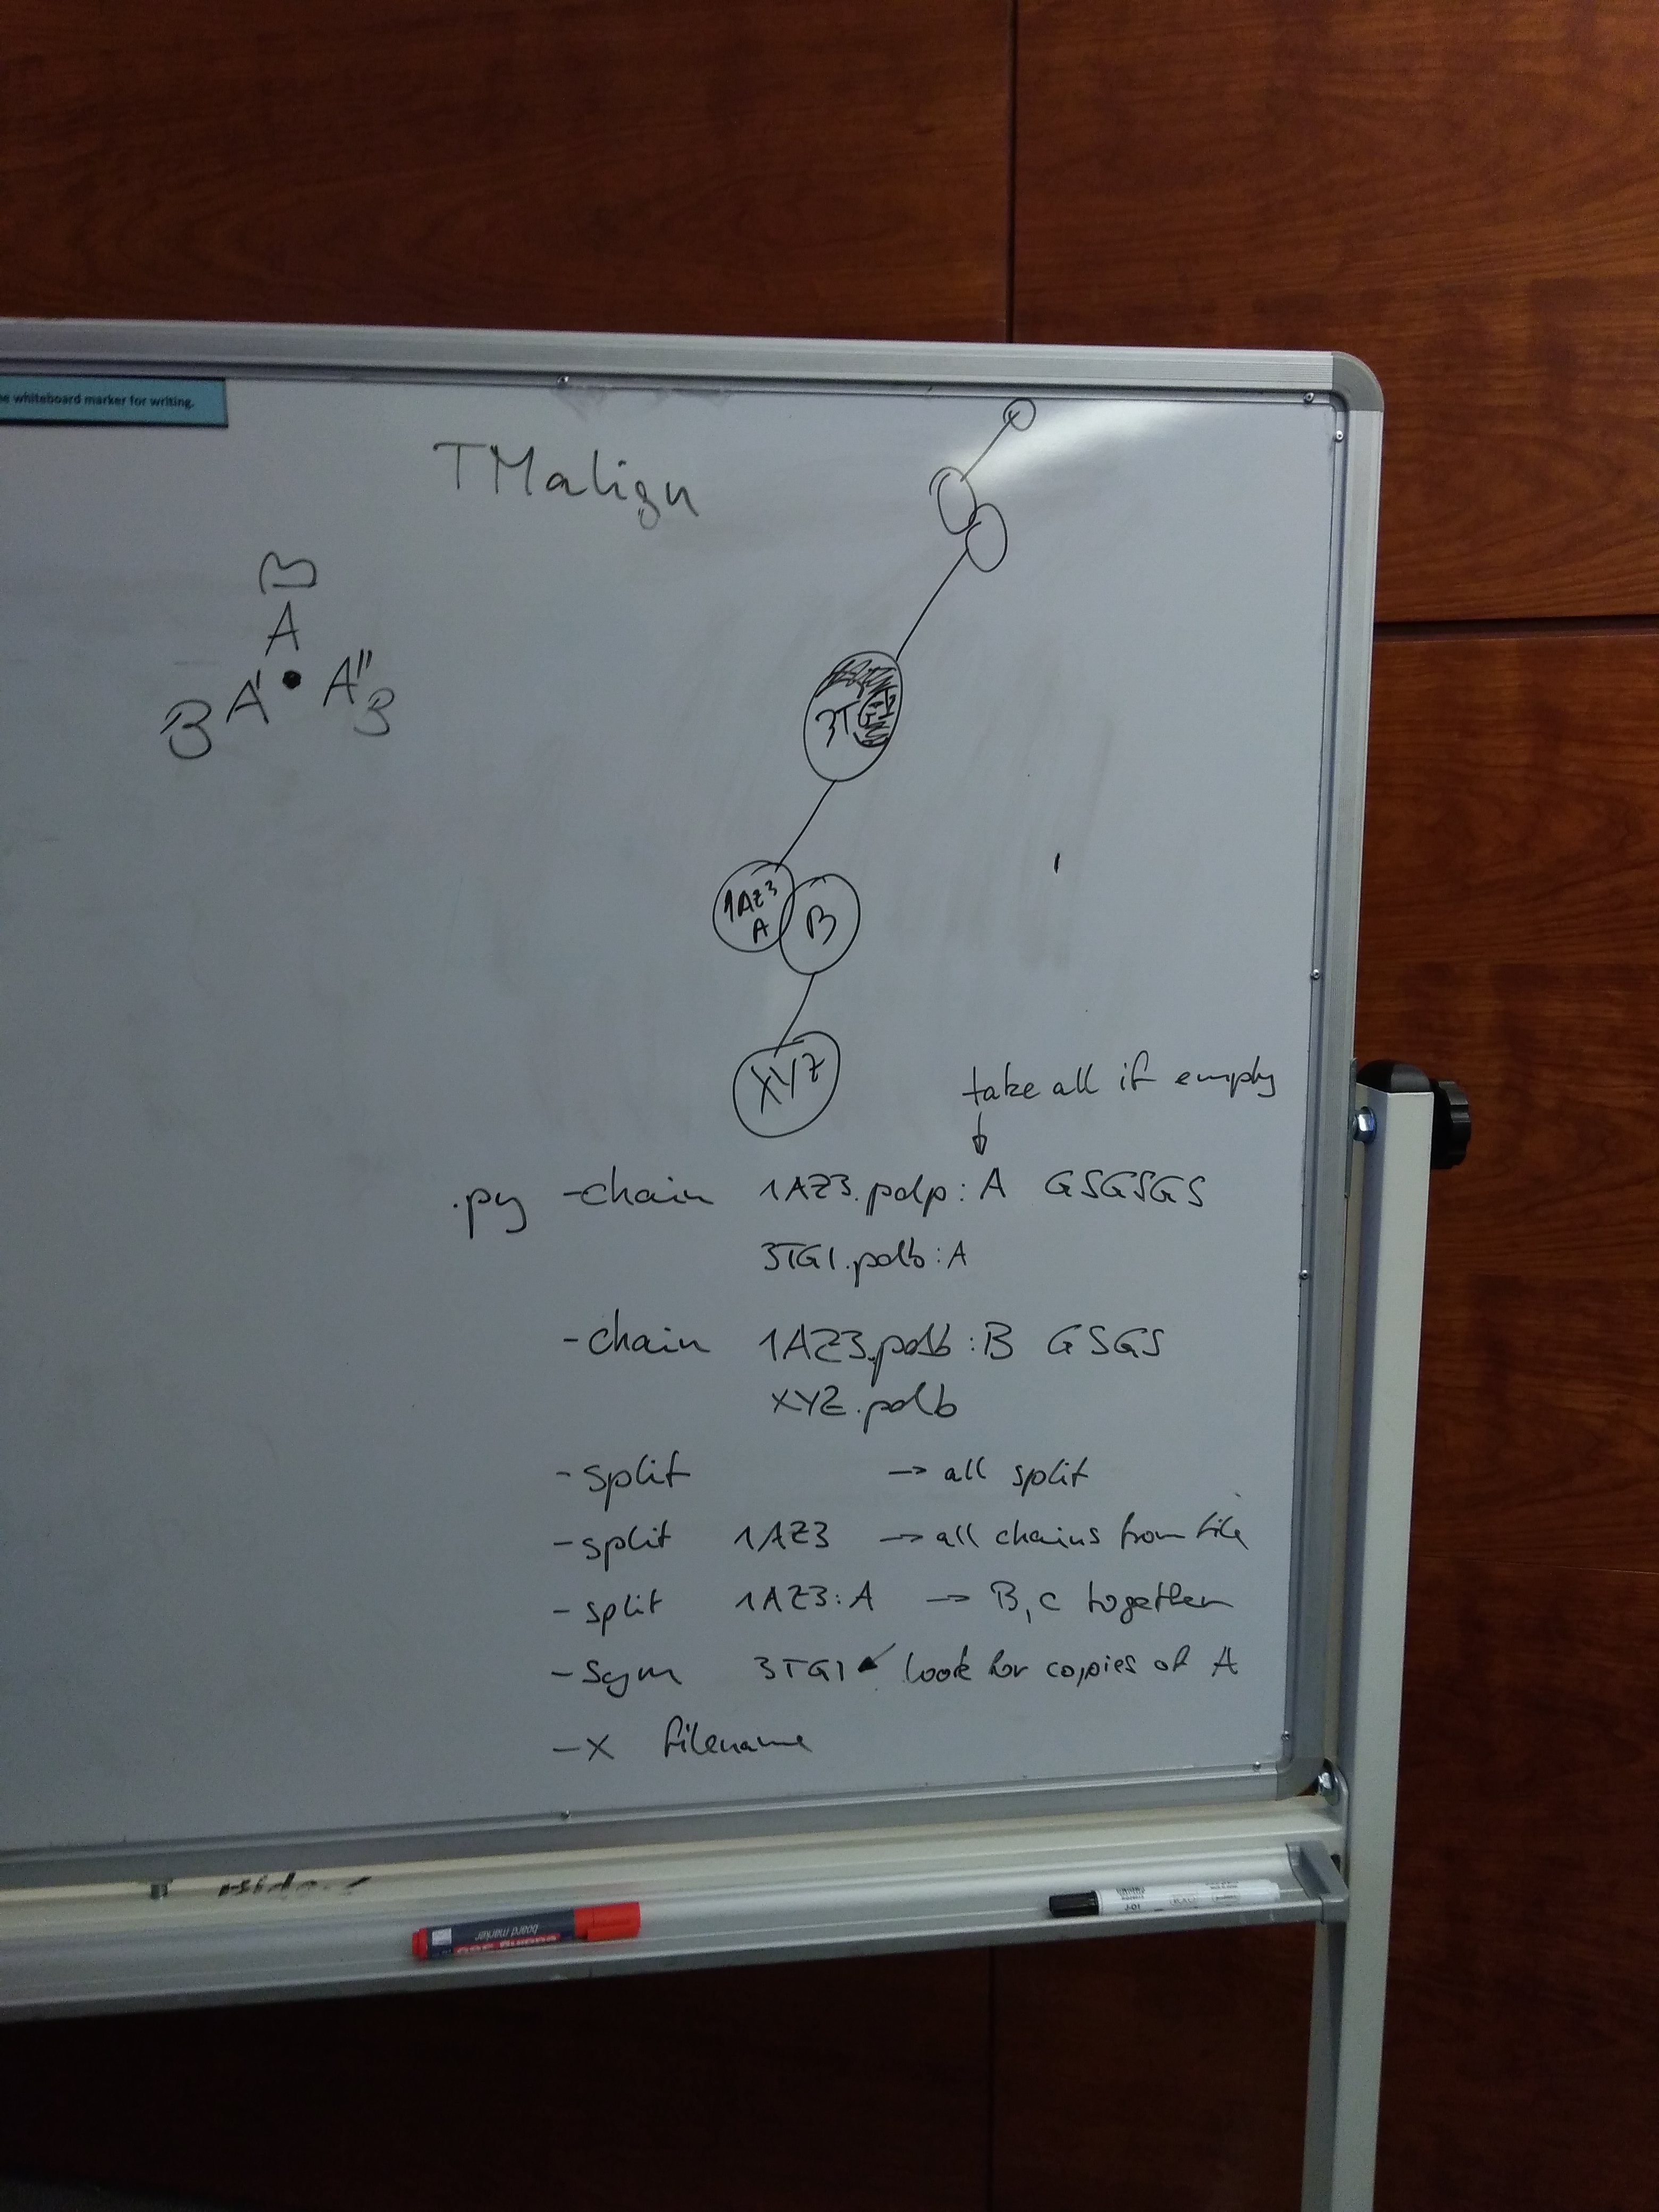 e whiteboard marker for writing.
TMalign
B
A
A' A''
B B
3T
1AZ3
A
B
XYZ
take all if empty
.py -chain 1AZ3.pdp:A GSGSGS
3TG1.pdb:A
-chain 1AZ3.pdb:B GSGS
XYZ.pdb
-split → all split
-split 1AZ3 → all chains from file
-split 1AZ3:A → B,C together
-sym 3TG1 look for copies of A
-x filename
board marker